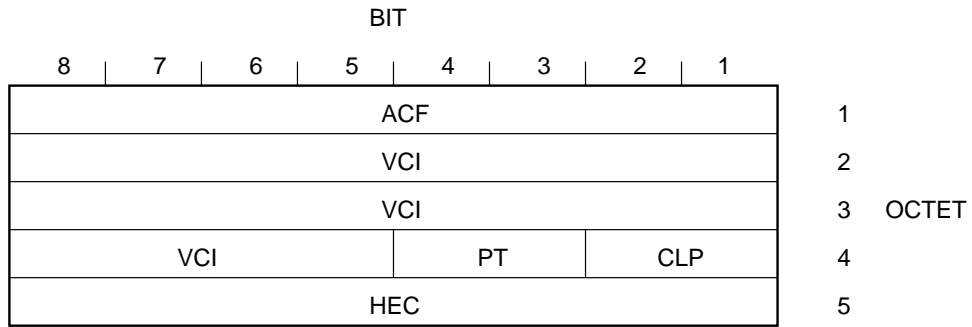 BIT
8 7 6 5 4 3 2 1
ACF 1
VCI 2
VCI 3 OCTET
VCI PT CLP 4
HEC 5